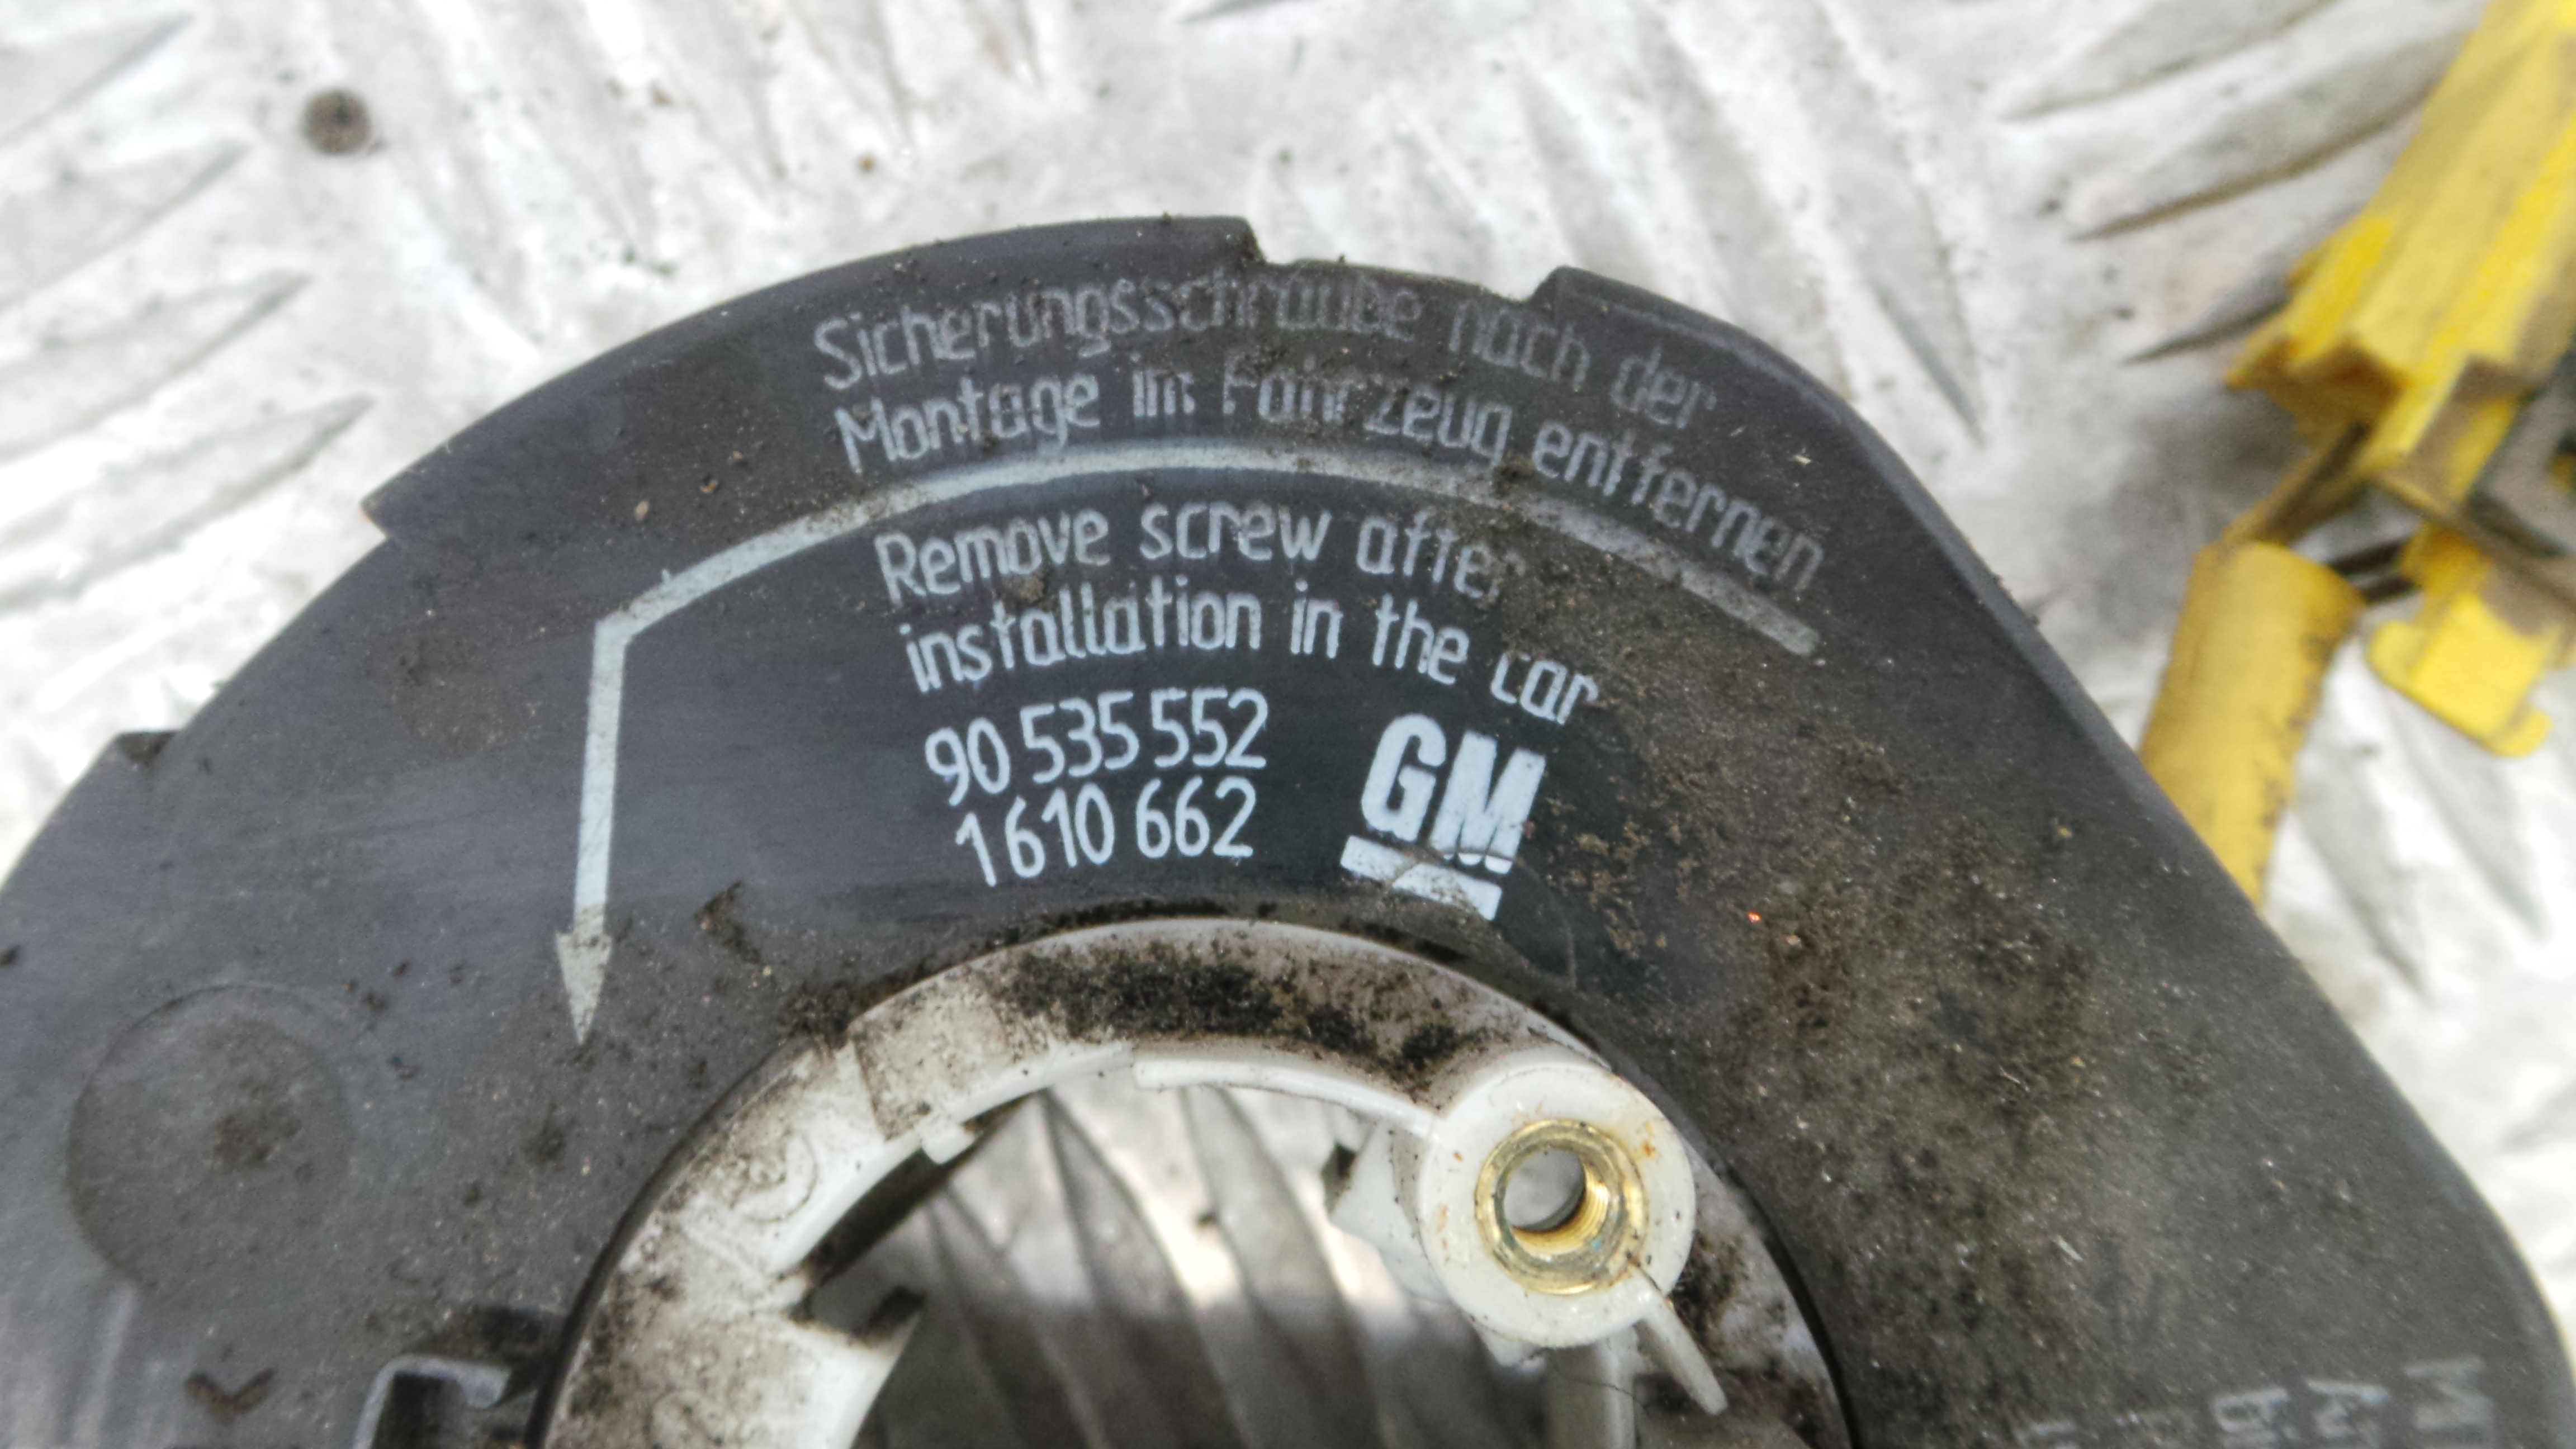 Sicherungsschraube nach der
Montage im Fahrzeug entfernen
Remove screw after
installation in the car
90 535 552
1 610 662
GM